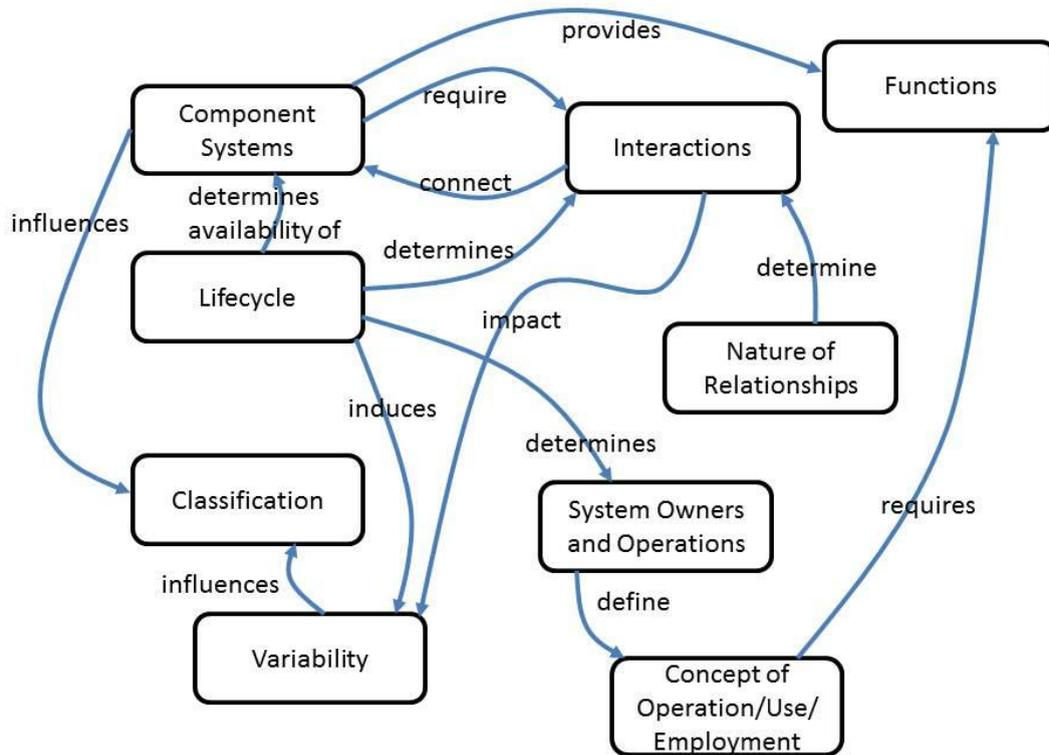 provides
Functions
Component
Systems
require
Interactions
connect
determines
availability of
influences
determines
determine
Lifecycle
impact
Nature of
Relationships
induces
determines
Classification
System Owners
and Operations
requires
influences
define
Variability
Concept of
Operation/Use/
Employment